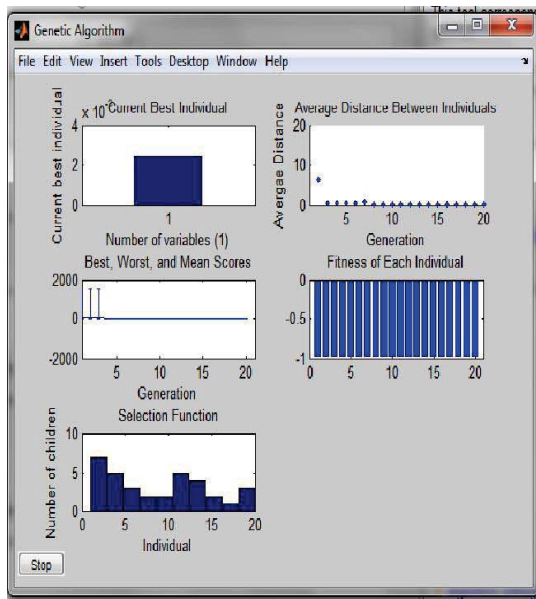 Genetic Algorithm
File Edit View Insert Tools Desktop Window Help
Current Best Individual
4
2
0
1
Current best individual
Number of variables (1)
Average Distance Between Individuals
20
10
0
5 10 15 20
Avergae Distance
Generation
Best, Worst, and Mean Scores
2000
0
-2000
5 10 15 20
Generation
Fitness of Each Individual
0
-0.5
-1
0 5 10 15 20
Selection Function
10
5
0
0 5 10 15 20
Number of children
Individual
Stop